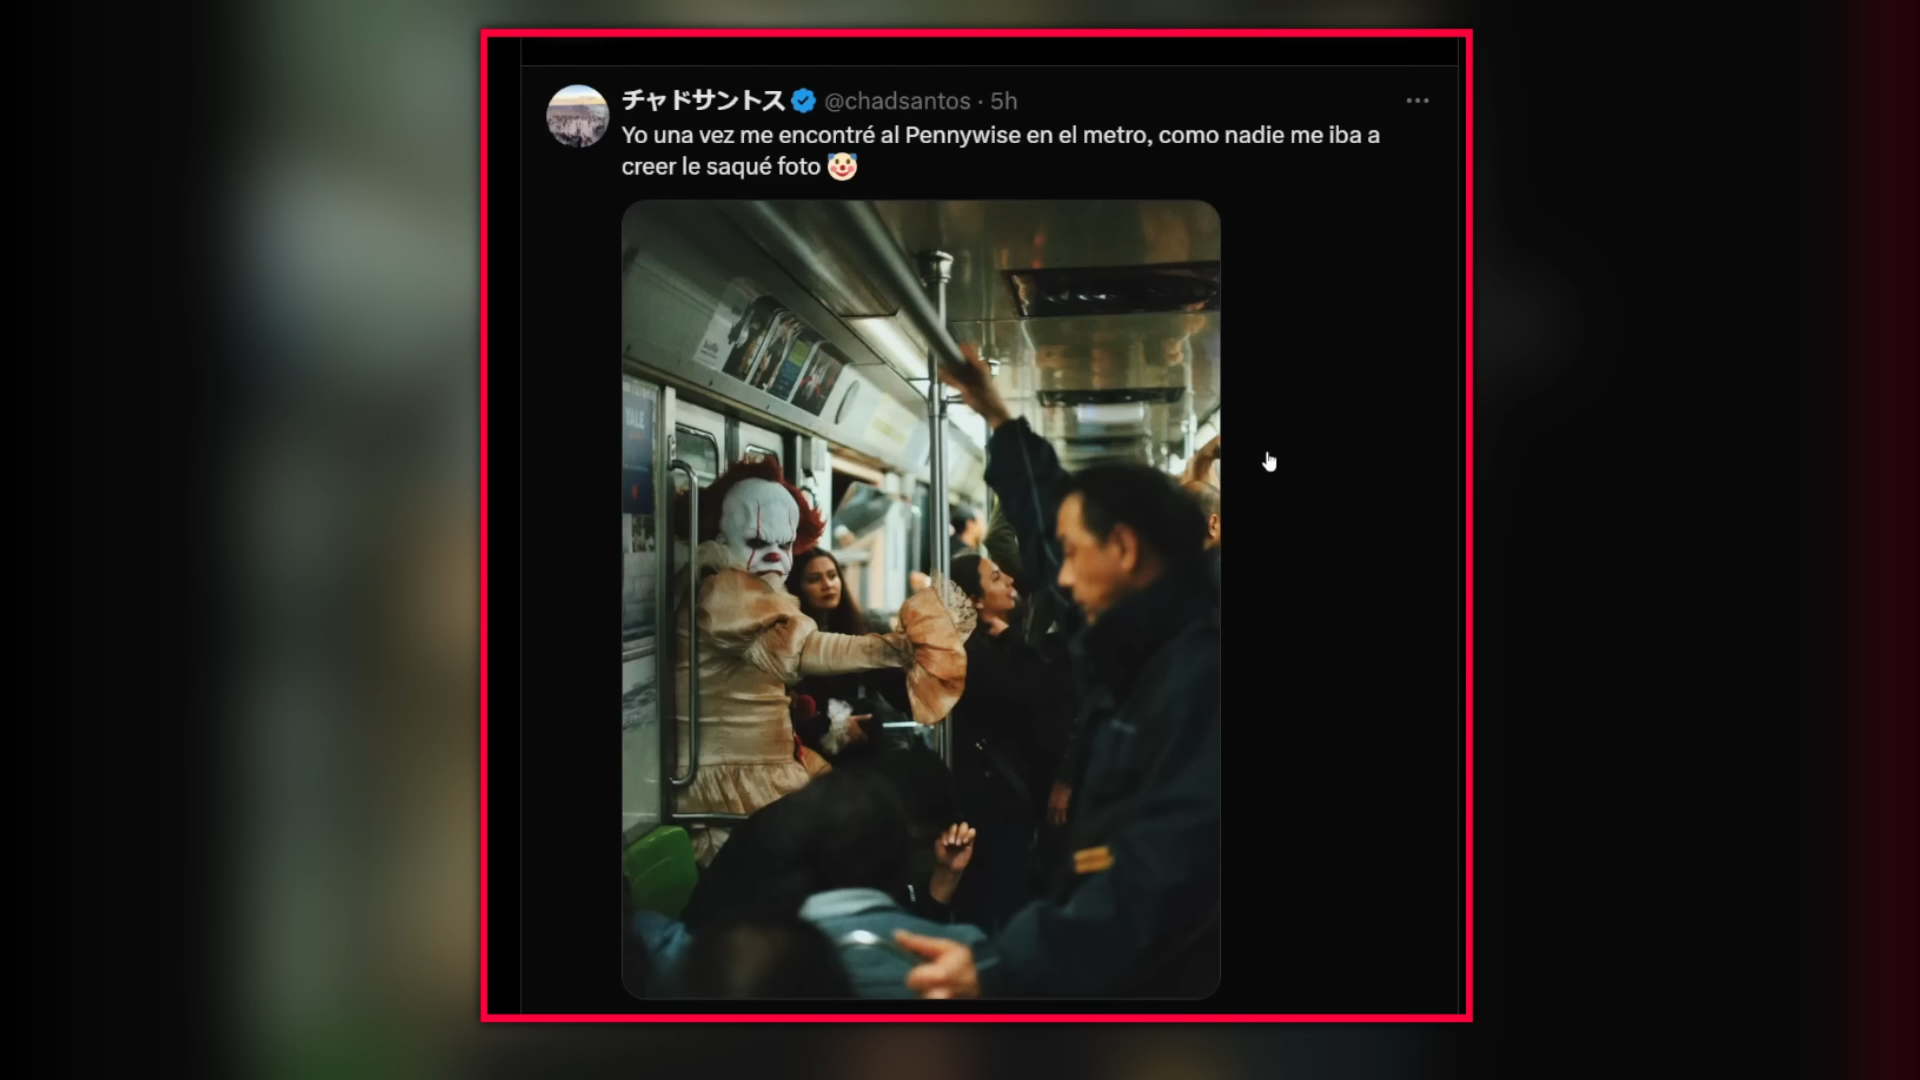 チャドサントス @chadsantos · 5h
Yo una vez me encontré al Pennywise en el metro, como nadie me iba a
creer le saqué foto 🤡
YALE